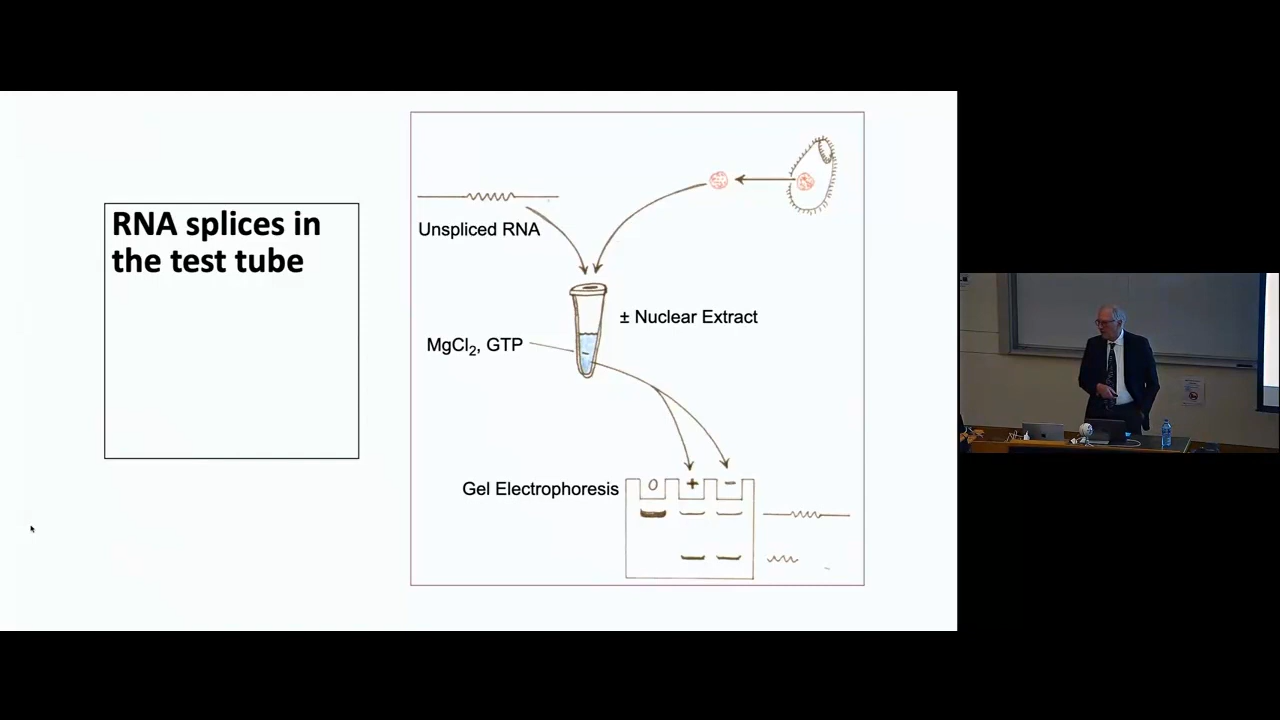 RNA splices in
the test tube
Unspliced RNA
± Nuclear Extract
MgCl₂, GTP
Gel Electrophoresis
O + −